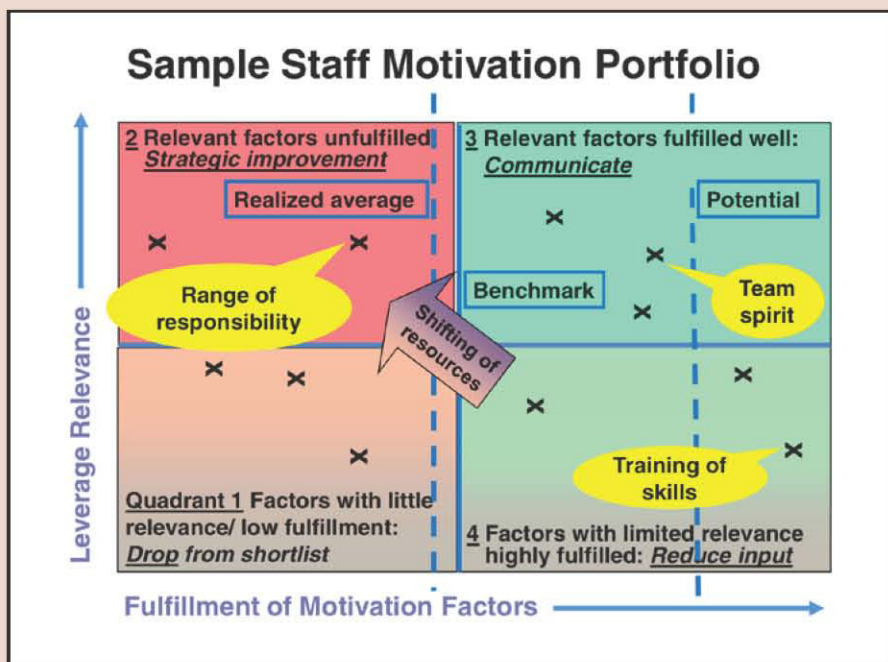 Sample Staff Motivation Portfolio
2 Relevant factors unfulfilled
Strategic improvement
Realized average
Range of
responsibility
3 Relevant factors fulfilled well:
Communicate
Potential
Benchmark
Team
spirit
Shifting of
resources
Quadrant 1 Factors with little
relevance/ low fulfillment:
Drop from shortlist
Training of
skills
4 Factors with limited relevance
highly fulfilled: Reduce input
Leverage Relevance
Fulfillment of Motivation Factors